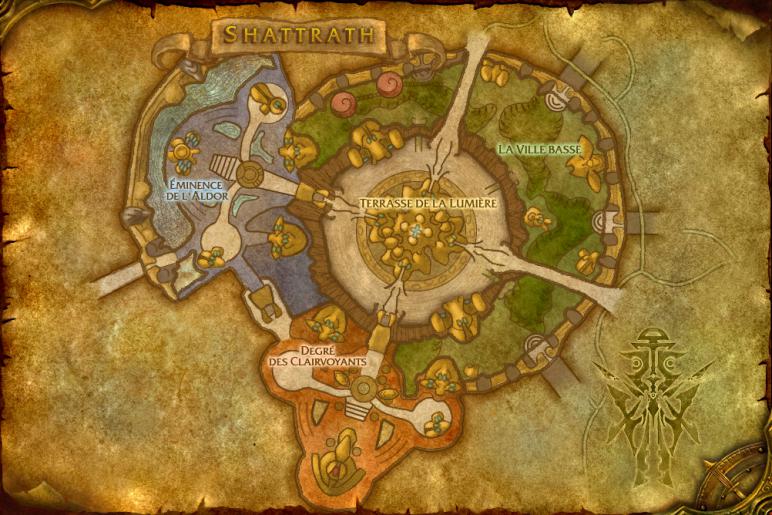 Shattrath
La Ville basse
Éminence
de l'Aldor
Terrasse de la Lumière
Degré
des Clairvoyants